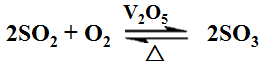 V₂O₅
2SO₂ + O₂ ⇌ 2SO₃
△